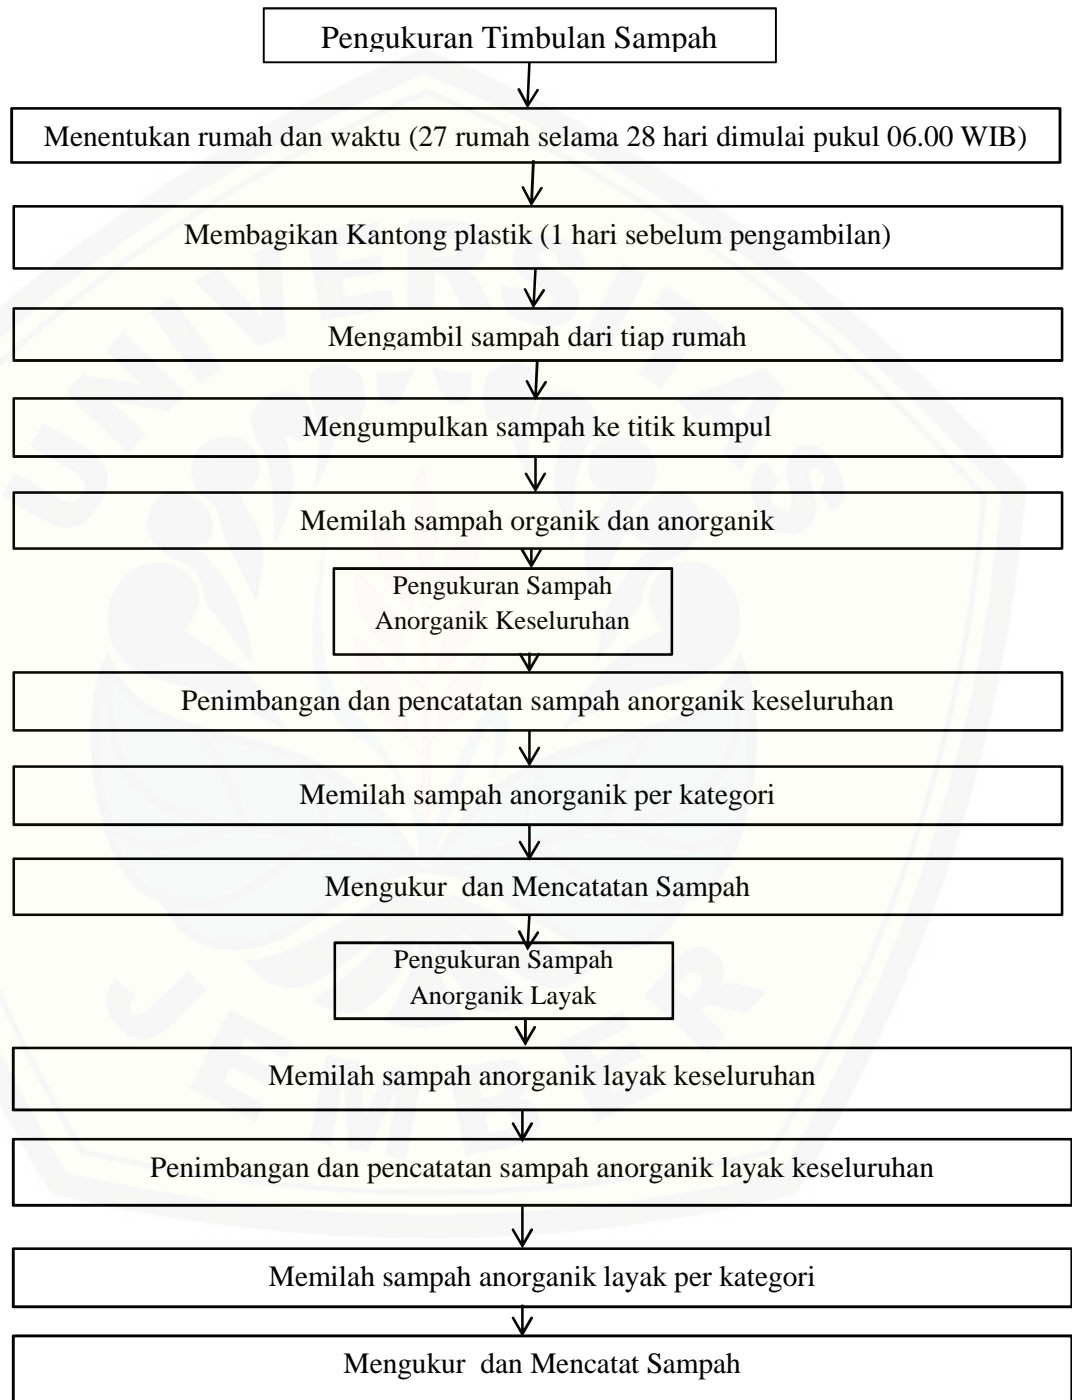 Pengukuran Timbulan Sampah
Menentukan rumah dan waktu (27 rumah selama 28 hari dimulai pukul 06.00 WIB)
Membagikan Kantong plastik (1 hari sebelum pengambilan)
Mengambil sampah dari tiap rumah
Mengumpulkan sampah ke titik kumpul
Memilah sampah organik dan anorganik
Pengukuran Sampah
Anorganik Keseluruhan
Penimbangan dan pencatatan sampah anorganik keseluruhan
Memilah sampah anorganik per kategori
Mengukur  dan Mencatatan Sampah
Pengukuran Sampah
Anorganik Layak
Memilah sampah anorganik layak keseluruhan
Penimbangan dan pencatatan sampah anorganik layak keseluruhan
Memilah sampah anorganik layak per kategori
Mengukur  dan Mencatat Sampah
UNIVERSITAS
JEMBER